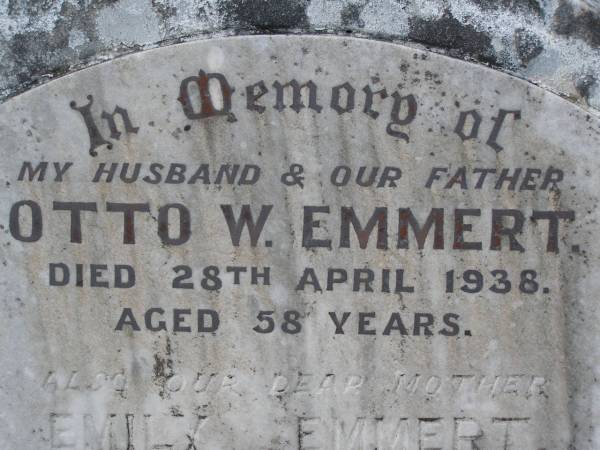 In Memory of
MY HUSBAND & OUR FATHER
OTTO W. EMMERT.
DIED 28TH APRIL 1938.
AGED 58 YEARS.
ALSO OUR DEAR MOTHER
EMILY EMMERT.